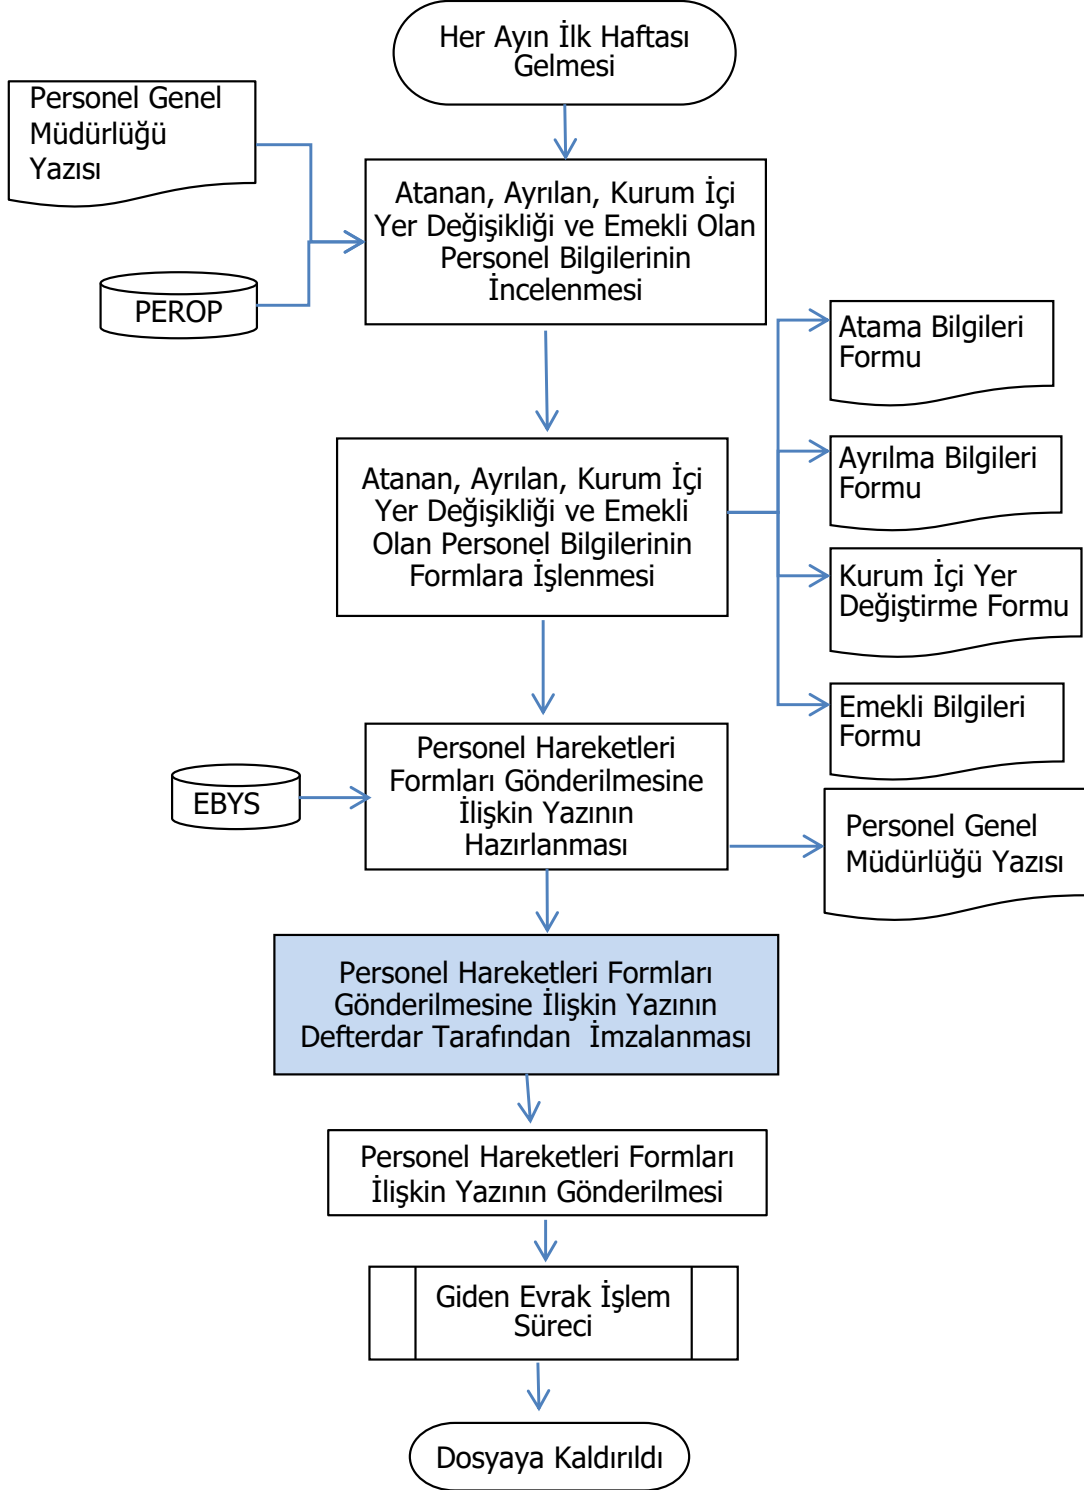 Her Ayın İlk Haftası
Gelmesi
Personel Genel
Müdürlüğü
Yazısı
Atanan, Ayrılan, Kurum İçi
Yer Değişikliği ve Emekli Olan
Personel Bilgilerinin
İncelenmesi
PEROP
Atama Bilgileri
Formu
Atanan, Ayrılan, Kurum İçi
Yer Değişikliği ve Emekli
Olan Personel Bilgilerinin
Formlara İşlenmesi
Ayrılma Bilgileri
Formu
Kurum İçi Yer
Değiştirme Formu
Emekli Bilgileri
Formu
Personel Hareketleri
Formları Gönderilmesine
İlişkin Yazının
Hazırlanması
EBYS
Personel Genel
Müdürlüğü Yazısı
Personel Hareketleri Formları
Gönderilmesine İlişkin Yazının
Defterdar Tarafından İmzalanması
Personel Hareketleri Formları
İlişkin Yazının Gönderilmesi
Giden Evrak İşlem
Süreci
Dosyaya Kaldırıldı